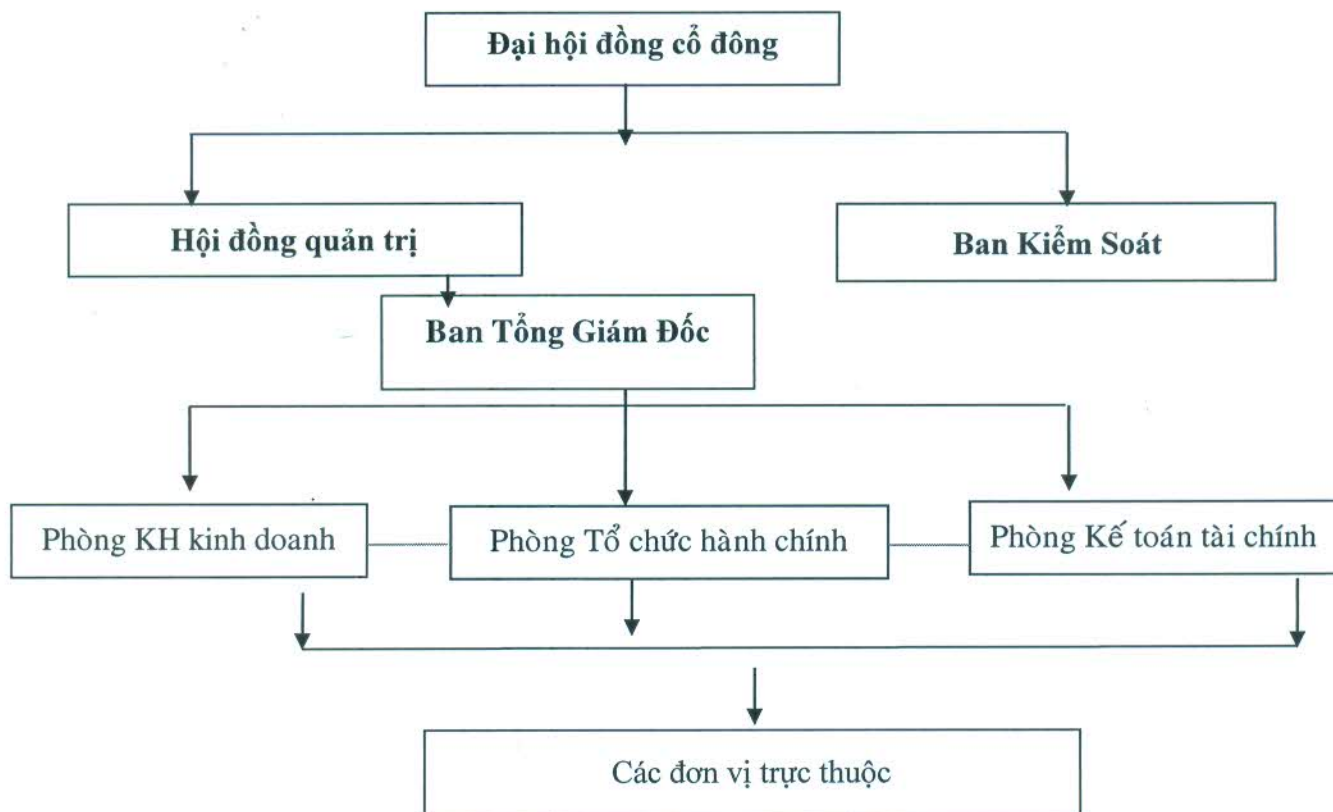 Đại hội đồng cổ đông
Hội đồng quản trị
Ban Kiểm Soát
Ban Tổng Giám Đốc
Phòng KH kinh doanh
Phòng Tổ chức hành chính
Phòng Kế toán tài chính
Các đơn vị trực thuộc